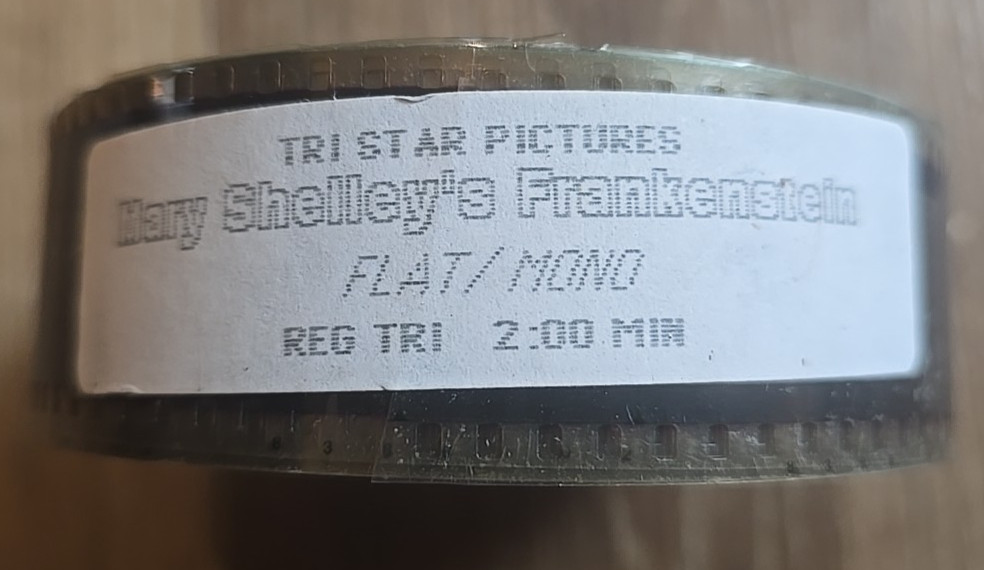 TRI STAR PICTURES
Mary Shelley's Frankenstein
FLAT/ MONO
REG TRI 2:00 MIN